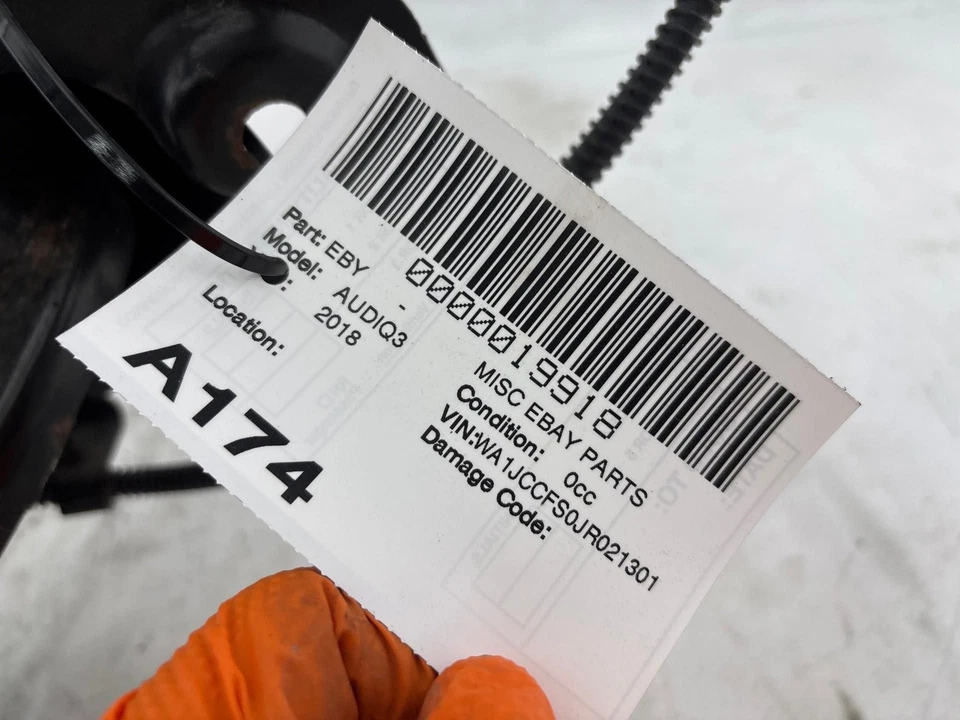 0000019918
Part: EBY - MISC EBAY PARTS
Model: AUDIQ3 Condition: 0cc
: 2018 VIN:WA1JCCFS0JR021301
Location: Damage Code:
A174